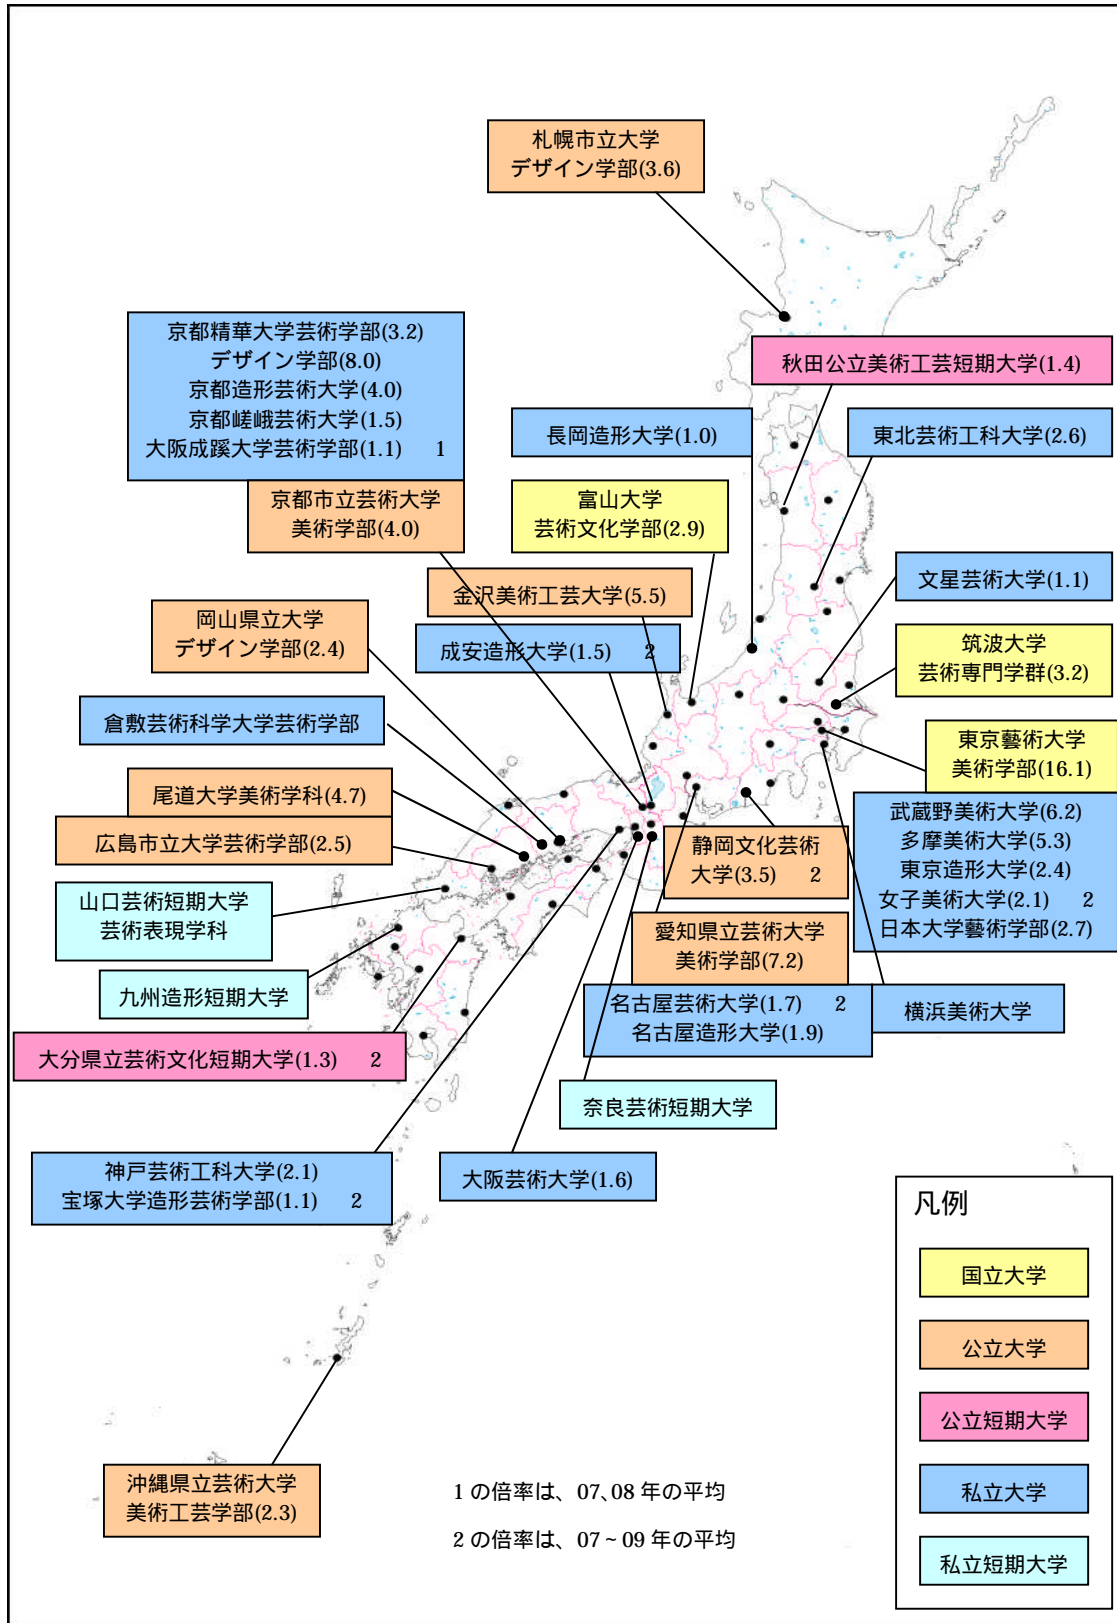 札幌市立大学
デザイン学部(3.6)
京都精華大学芸術学部(3.2)
デザイン学部(8.0)
京都造形芸術大学(4.0)
京都嵯峨芸術大学(1.5)
大阪成蹊大学芸術学部(1.1) 1
秋田公立美術工芸短期大学(1.4)
長岡造形大学(1.0)
東北芸術工科大学(2.6)
京都市立芸術大学
美術学部(4.0)
富山大学
芸術文化学部(2.9)
文星芸術大学(1.1)
金沢美術工芸大学(5.5)
岡山県立大学
デザイン学部(2.4)
成安造形大学(1.5) 2
筑波大学
芸術専門学群(3.2)
倉敷芸術科学大学芸術学部
東京藝術大学
美術学部(16.1)
尾道大学美術学科(4.7)
広島市立大学芸術学部(2.5)
武蔵野美術大学(6.2)
多摩美術大学(5.3)
東京造形大学(2.4)
女子美術大学(2.1) 2
日本大学藝術学部(2.7)
静岡文化芸術
大学(3.5) 2
山口芸術短期大学
芸術表現学科
愛知県立芸術大学
美術学部(7.2)
九州造形短期大学
名古屋芸術大学(1.7) 2
名古屋造形大学(1.9)
横浜美術大学
大分県立芸術文化短期大学(1.3) 2
奈良芸術短期大学
神戸芸術工科大学(2.1)
宝塚大学造形芸術学部(1.1) 2
大阪芸術大学(1.6)
凡例
国立大学
公立大学
公立短期大学
私立大学
私立短期大学
沖縄県立芸術大学
美術工芸学部(2.3)
1 の倍率は、07,08 年の平均
2 の倍率は、07~09 年の平均